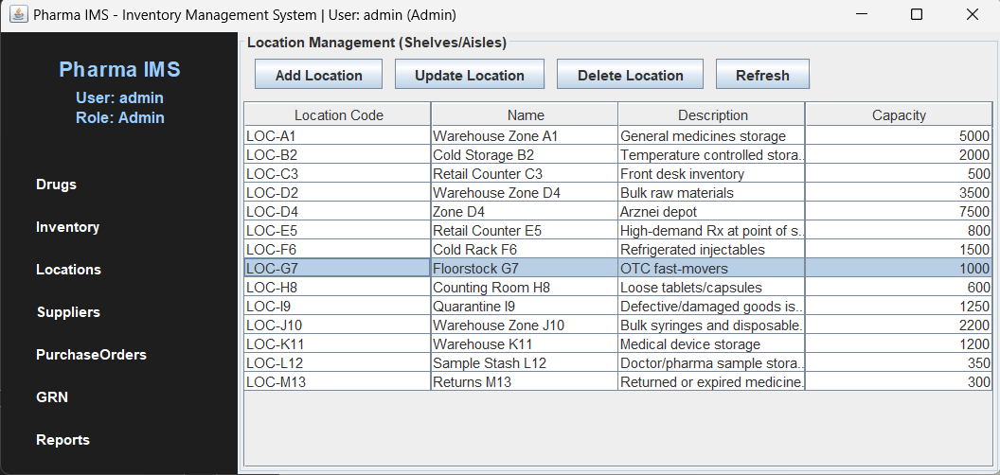 Pharma IMS - Inventory Management System | User: admin (Admin)
Pharma IMS
User: admin
Role: Admin
Drugs
Inventory
Locations
Suppliers
PurchaseOrders
GRN
Reports
Location Management (Shelves/Aisles)
Add Location Update Location Delete Location Refresh
Location Code Name Description Capacity
LOC-A1 Warehouse Zone A1 General medicines storage 5000
LOC-B2 Cold Storage B2 Temperature controlled stora.. 2000
LOC-C3 Retail Counter C3 Front desk inventory 500
LOC-D2 Warehouse Zone D4 Bulk raw materials 3500
LOC-D4 Zone D4 Arznei depot 7500
LOC-E5 Retail Counter E5 High-demand Rx at point of s.. 800
LOC-F6 Cold Rack F6 Refrigerated injectables 1500
LOC-G7 Floorstock G7 OTC fast-movers 1000
LOC-H8 Counting Room H8 Loose tablets/capsules 600
LOC-I9 Quarantine I9 Defective/damaged goods is.. 1250
LOC-J10 Warehouse Zone J10 Bulk syringes and disposable. 2200
LOC-K11 Warehouse K11 Medical device storage 1200
LOC-L12 Sample Stash L12 Doctor/pharma sample stora.. 350
LOC-M13 Returns M13 Returned or expired medicine. 300